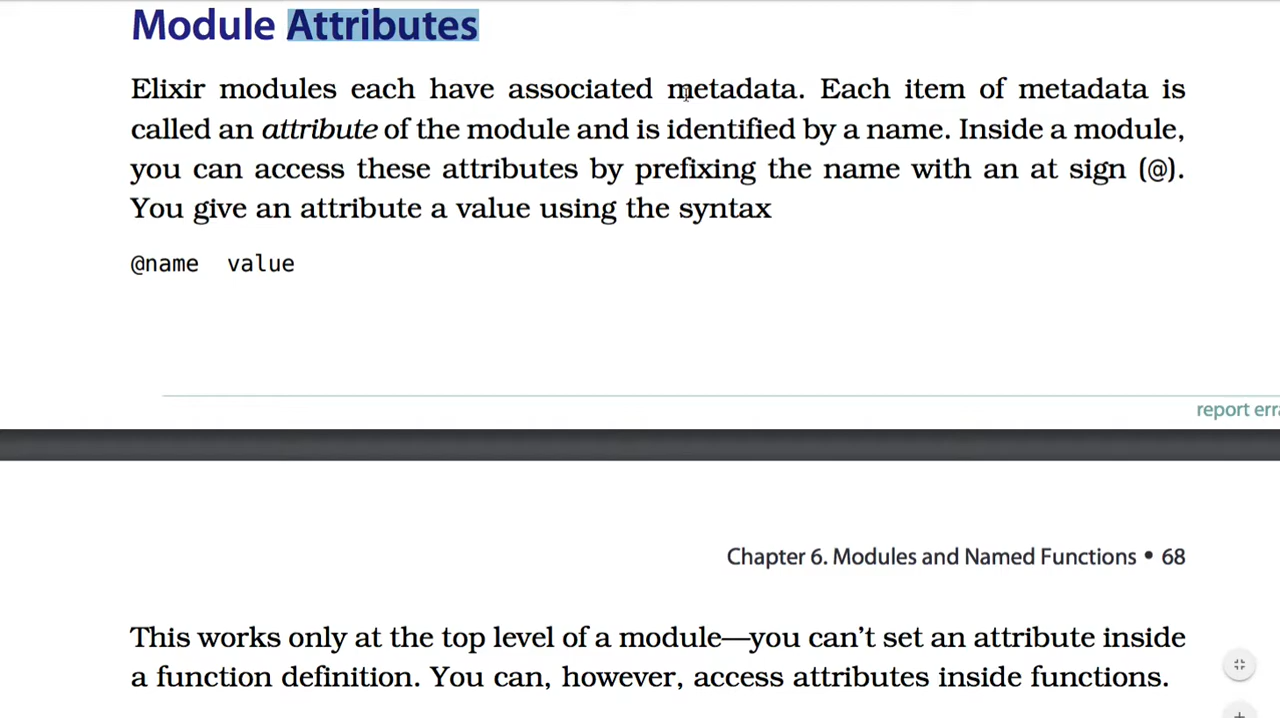 Module Attributes
Elixir modules each have associated metadata. Each item of metadata is
called an attribute of the module and is identified by a name. Inside a module,
you can access these attributes by prefixing the name with an at sign (@).
You give an attribute a value using the syntax
@name value
report erra
Chapter 6. Modules and Named Functions • 68
This works only at the top level of a module—you can't set an attribute inside
a function definition. You can, however, access attributes inside functions.